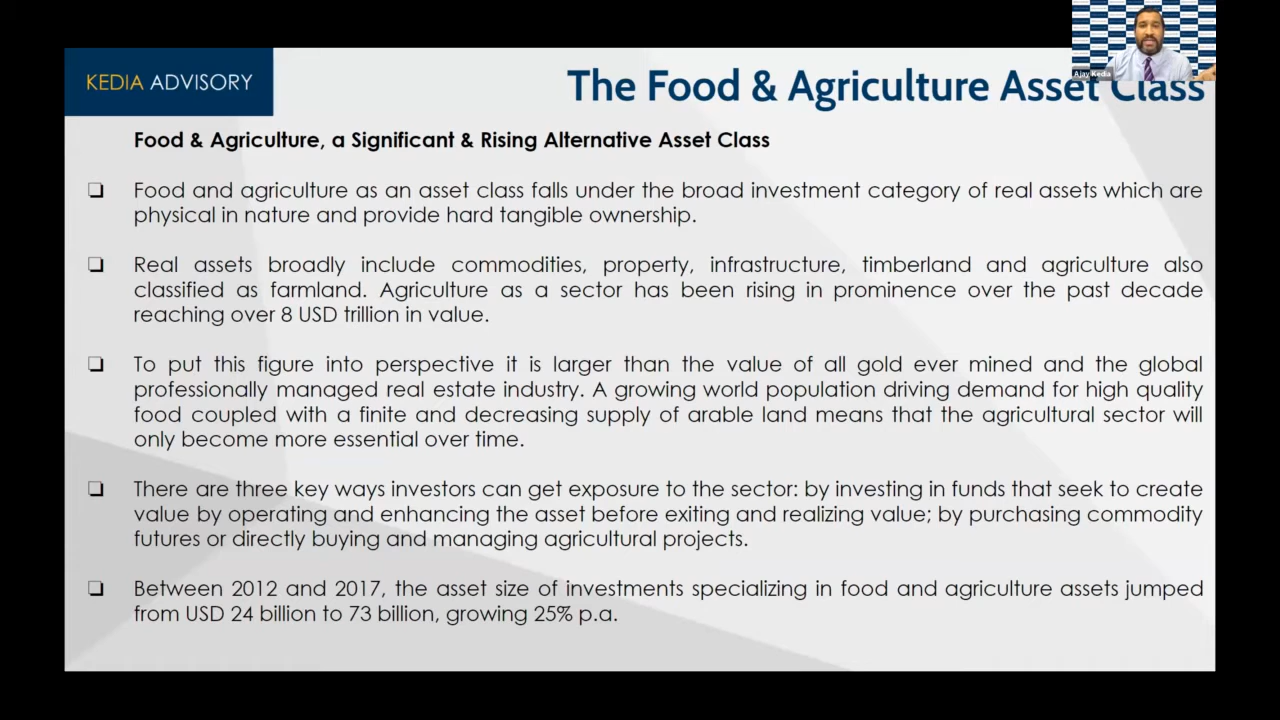 KEDIA ADVISORY
The Food & Agriculture Asset Class
Ajay Kedia
Food & Agriculture, a Significant & Rising Alternative Asset Class
❑ Food and agriculture as an asset class falls under the broad investment category of real assets which are
physical in nature and provide hard tangible ownership.
❑ Real assets broadly include commodities, property, infrastructure, timberland and agriculture also
classified as farmland. Agriculture as a sector has been rising in prominence over the past decade
reaching over 8 USD trillion in value.
❑ To put this figure into perspective it is larger than the value of all gold ever mined and the global
professionally managed real estate industry. A growing world population driving demand for high quality
food coupled with a finite and decreasing supply of arable land means that the agricultural sector will
only become more essential over time.
❑ There are three key ways investors can get exposure to the sector: by investing in funds that seek to create
value by operating and enhancing the asset before exiting and realizing value; by purchasing commodity
futures or directly buying and managing agricultural projects.
❑ Between 2012 and 2017, the asset size of investments specializing in food and agriculture assets jumped
from USD 24 billion to 73 billion, growing 25% p.a.